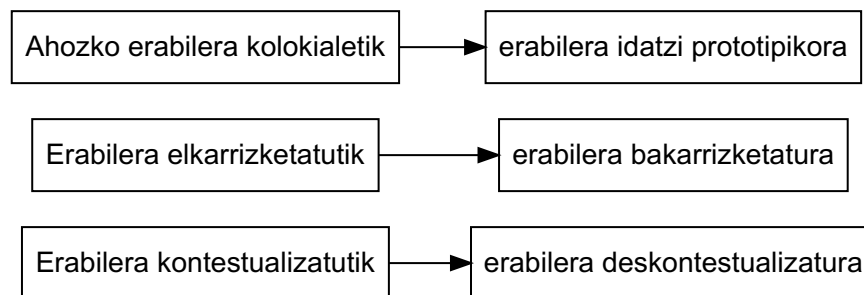 Ahozko erabilera kolokialetik erabilera idatzi prototipikora
Erabilera elkarrizketatutik erabilera bakarrizketatura
Erabilera kontestualizatutik erabilera deskontestualizatura